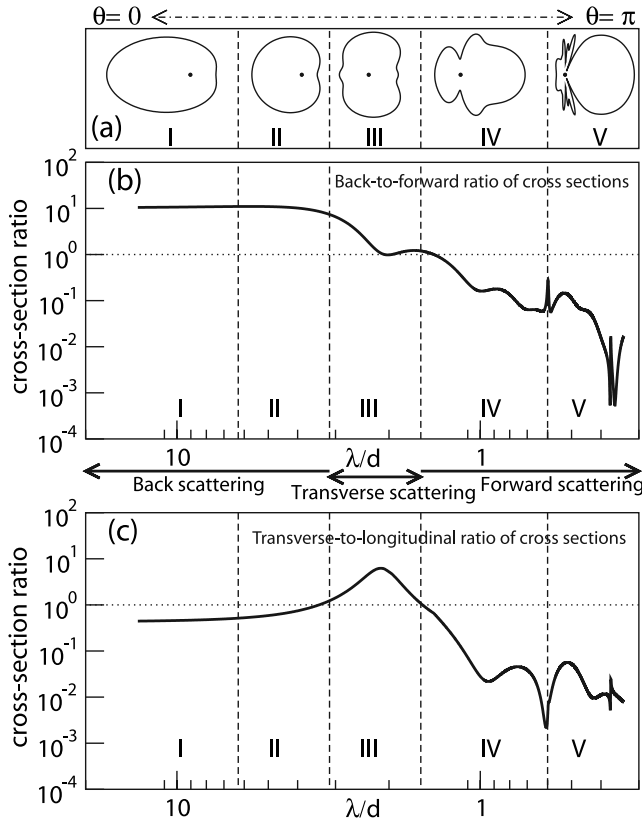 θ= 0 θ= π
(a) I II III IV V
(b) Back-to-forward ratio of cross sections
10²
10¹
10⁰
10⁻¹
10⁻²
10⁻³
10⁻⁴
cross-section ratio
I II III IV V
10 λ/d 1
Back scattering Transverse scattering Forward scattering
(c) Transverse-to-longitudinal ratio of cross sections
10²
10¹
10⁰
10⁻¹
10⁻²
10⁻³
10⁻⁴
cross-section ratio
I II III IV V
10 λ/d 1